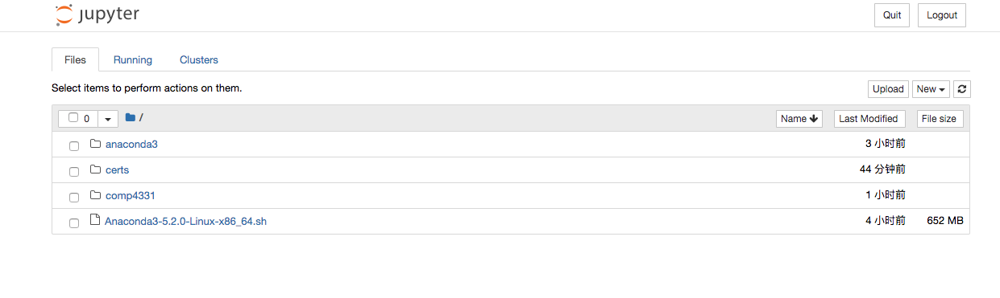 jupyter Quit Logout
Files Running Clusters
Select items to perform actions on them. Upload New
0 / Name Last Modified File size
anaconda3 3 小时前
certs 44 分钟前
comp4331 1 小时前
Anaconda3-5.2.0-Linux-x86_64.sh 4 小时前 652 MB